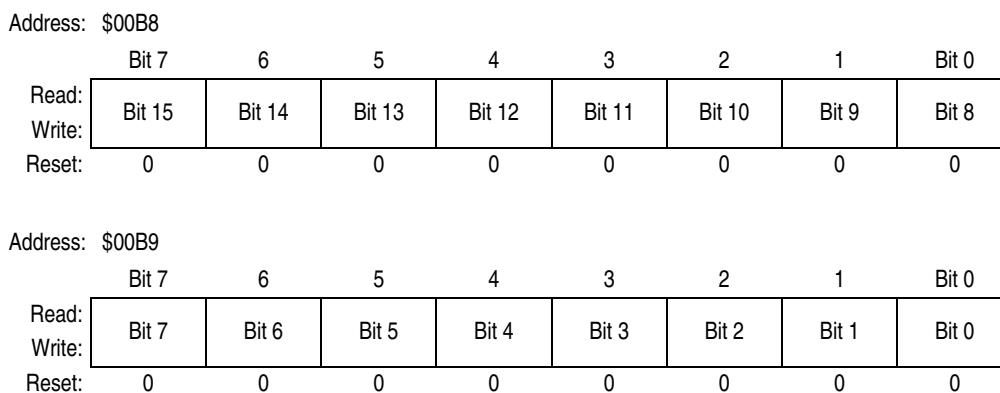 Address: $00B8
Bit 7 6 5 4 3 2 1 Bit 0
Read:
Write:
Bit 15 Bit 14 Bit 13 Bit 12 Bit 11 Bit 10 Bit 9 Bit 8
Reset: 0 0 0 0 0 0 0 0
Address: $00B9
Bit 7 6 5 4 3 2 1 Bit 0
Read:
Write:
Bit 7 Bit 6 Bit 5 Bit 4 Bit 3 Bit 2 Bit 1 Bit 0
Reset: 0 0 0 0 0 0 0 0